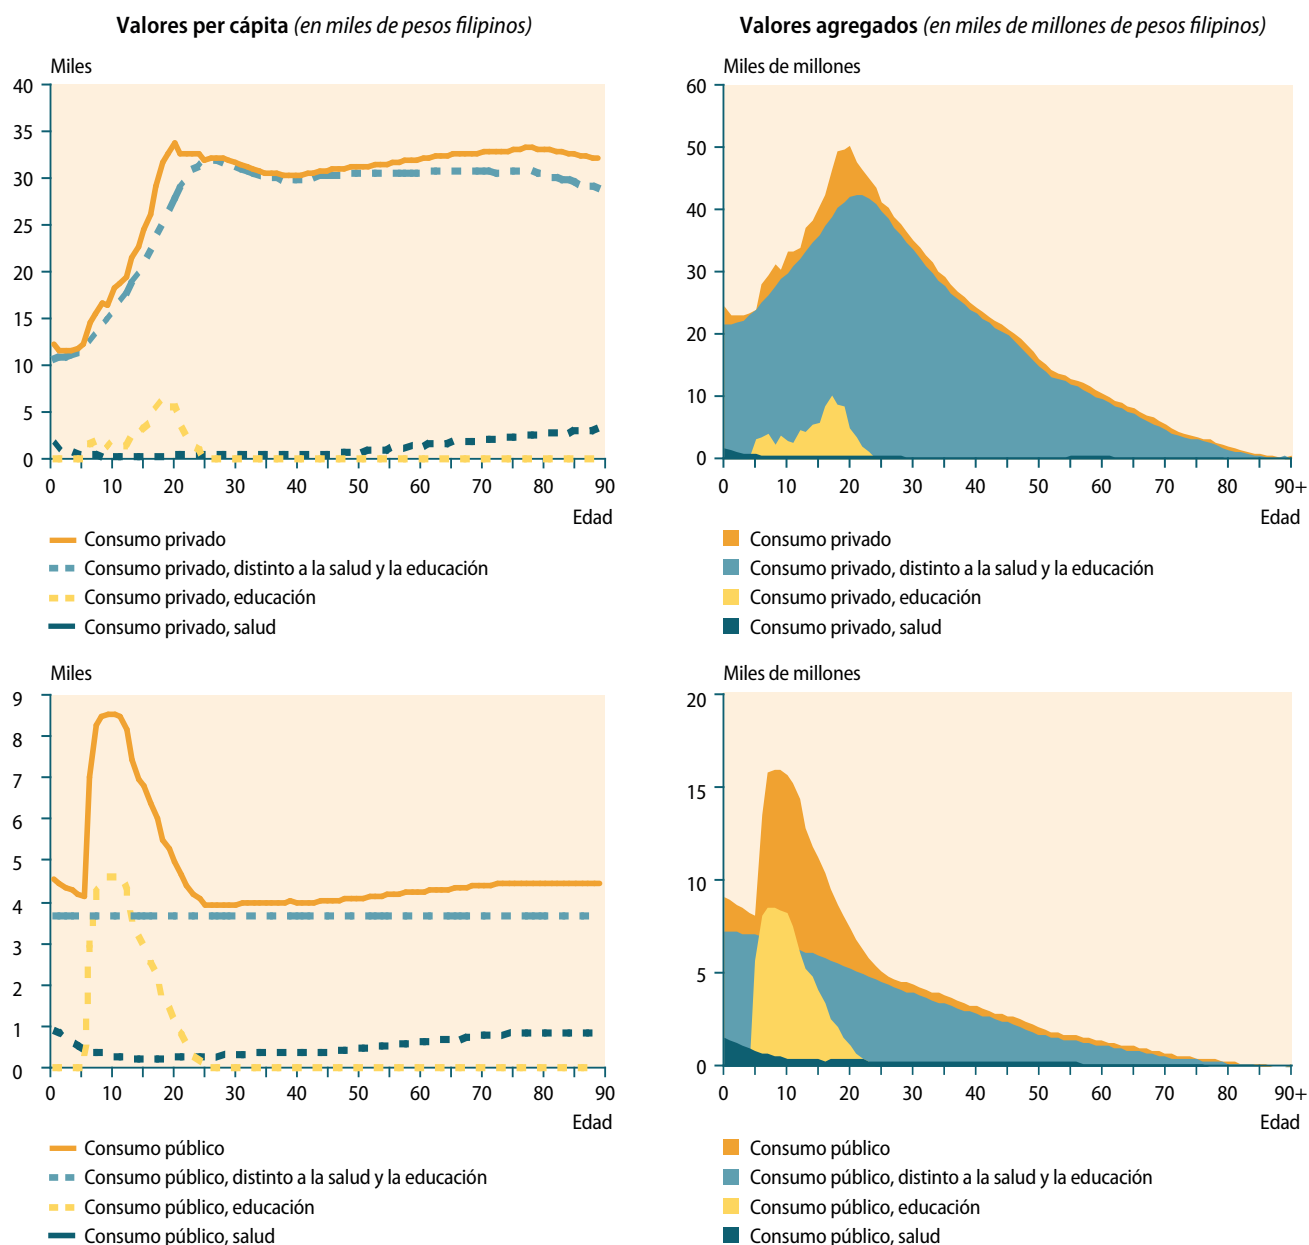 Valores per cápita (en miles de pesos filipinos)
Miles
40
35
30
25
20
15
10
5
0
0 10 20 30 40 50 60 70 80 90
Edad
Consumo privado
Consumo privado, distinto a la salud y la educación
Consumo privado, educación
Consumo privado, salud
Valores agregados (en miles de millones de pesos filipinos)
Miles de millones
60
50
40
30
20
10
0
0 10 20 30 40 50 60 70 80 90+
Edad
Consumo privado
Consumo privado, distinto a la salud y la educación
Consumo privado, educación
Consumo privado, salud
Miles
9
8
7
6
5
4
3
2
1
0
0 10 20 30 40 50 60 70 80 90
Edad
Consumo público
Consumo público, distinto a la salud y la educación
Consumo público, educación
Consumo público, salud
Miles de millones
20
15
10
5
0
0 10 20 30 40 50 60 70 80 90+
Edad
Consumo público
Consumo público, distinto a la salud y la educación
Consumo público, educación
Consumo público, salud